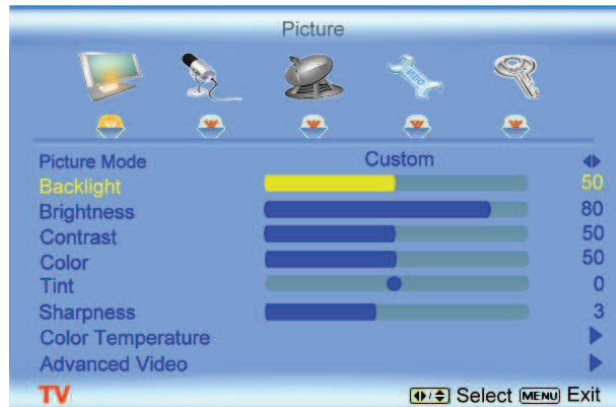 Picture
VIZIO
Picture Mode Custom
Backlight 50
Brightness 80
Contrast 50
Color 50
Tint 0
Sharpness 3
Color Temperature
Advanced Video
TV Select MENU Exit